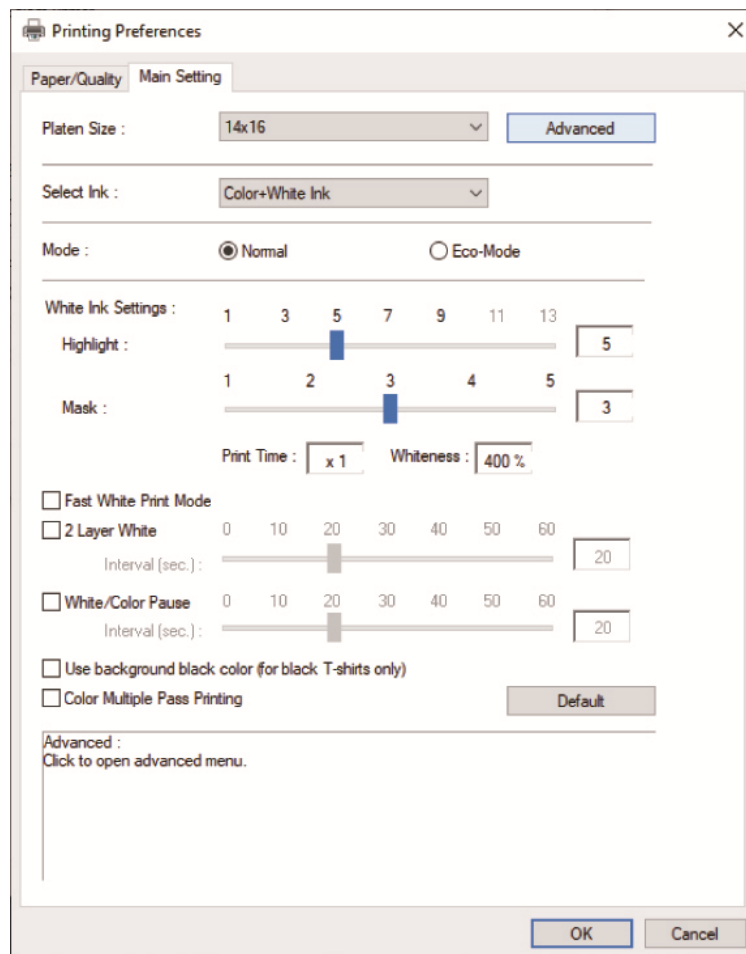 Printing Preferences
Paper/Quality Main Setting
Platen Size : 14x16 Advanced
Select Ink : Color+White Ink
Mode : Normal Eco-Mode
White Ink Settings : 1 3 5 7 9 11 13
Highlight : 5
1 2 3 4 5
Mask : 3
Print Time : x 1 Whiteness : 400 %
Fast White Print Mode
2 Layer White 0 10 20 30 40 50 60
Interval (sec.) : 20
White/Color Pause 0 10 20 30 40 50 60
Interval (sec.) : 20
Use background black color (for black T-shirts only)
Color Multiple Pass Printing Default
Advanced :
Click to open advanced menu.
OK Cancel